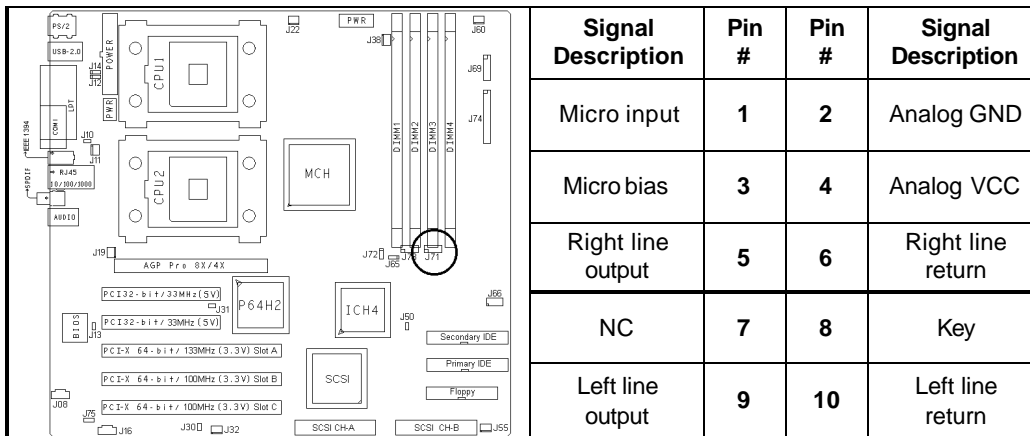 PS/2
USB-2.0
J14
J12
POWER
PWR
LPT
COM1
J10
IEEE 1394
J11
RJ45
10/100/1000
SPDIF
AUDIO
CPU1
CPU2
J22
PWR
J38
J60
J69
J74
DIMM1
DIMM2
DIMM3
DIMM4
MCH
J72
J65
J73
J71
J19
AGP Pro 8X/4X
PCI32-bit/33MHz(5V)
J31
P64H2
ICH4
J66
J50
BIOS
J13
PCI32-bit/33MHz (5V)
PCI-X 64-bit/ 133MHz (3.3V) Slot A
PCI-X 64-bit/ 100MHz (3.3V) Slot B
PCI-X 64-bit/ 100MHz (3.3V) Slot C
Secondary IDE
Primary IDE
Floppy
SCSI
J08
J75
J16
J30
J32
SCSI CH-A
SCSI CH-B
J55
Signal Description Pin # Pin # Signal Description
Micro input 1 2 Analog GND
Micro bias 3 4 Analog VCC
Right line output 5 6 Right line return
NC 7 8 Key
Left line output 9 10 Left line return